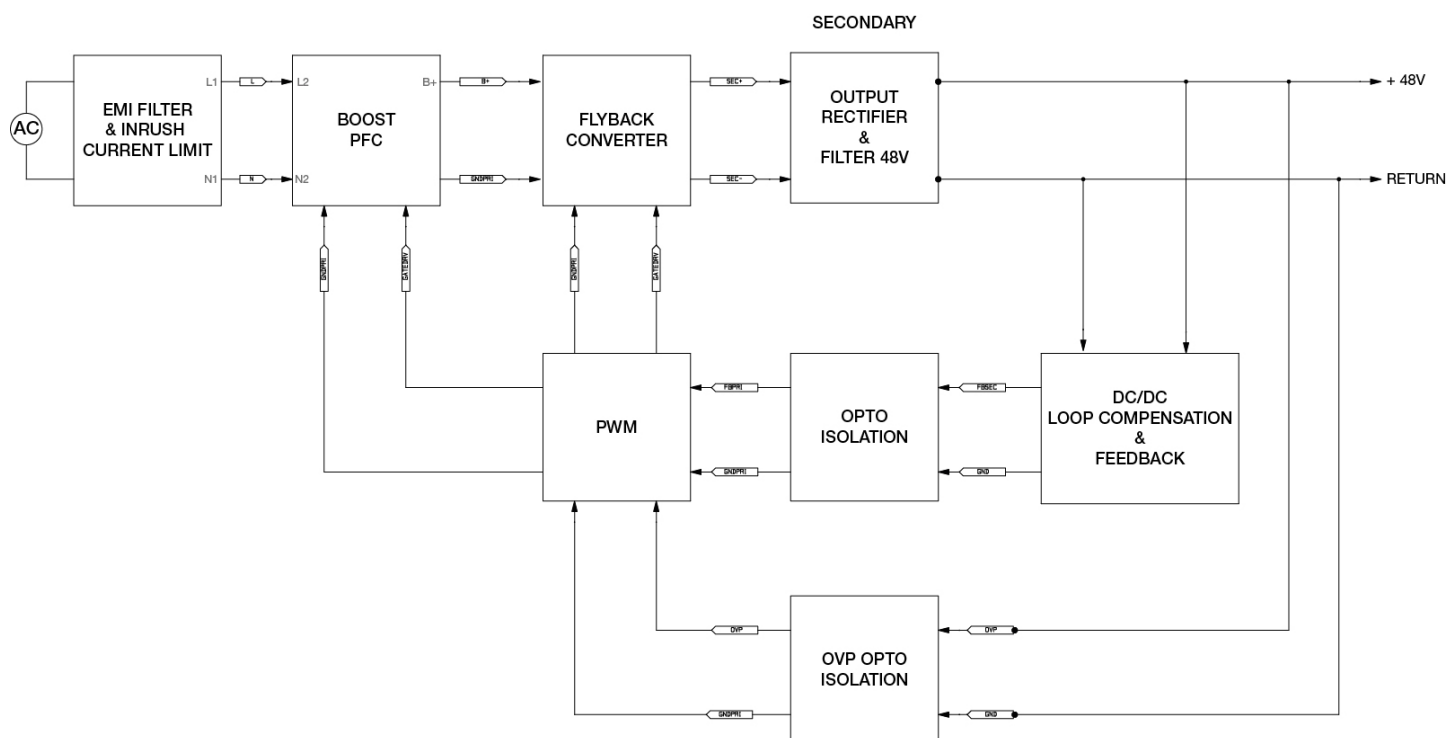 SECONDARY
AC
EMI FILTER
& INRUSH
CURRENT LIMIT
L1
N1
L
N
L2
N2
BOOST
PFC
B+
B+
GNDPRI
FLYBACK
CONVERTER
SEC+
SEC-
OUTPUT
RECTIFIER
&
FILTER 48V
+ 48V
RETURN
GNDPRI
GATEDRV
GNDPRI
GATEDRV
PWM
FBPRI
GNDPRI
OPTO
ISOLATION
FBSEC
GND
DC/DC
LOOP COMPENSATION
&
FEEDBACK
OVP
GNDPRI
OVP OPTO
ISOLATION
OVP
GND